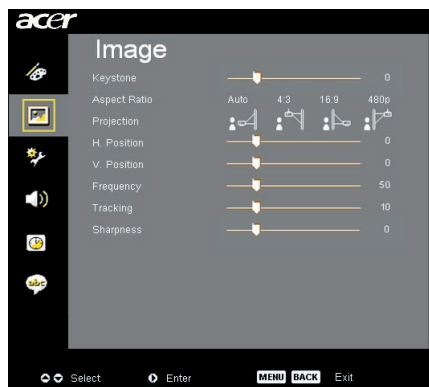 acer
Image
Keystone 0
Aspect Ratio Auto 4:3 16:9 480p
Projection
H. Position 0
V. Position 0
Frequency 50
Tracking 10
Sharpness 0
abc
Select Enter MENU BACK Exit